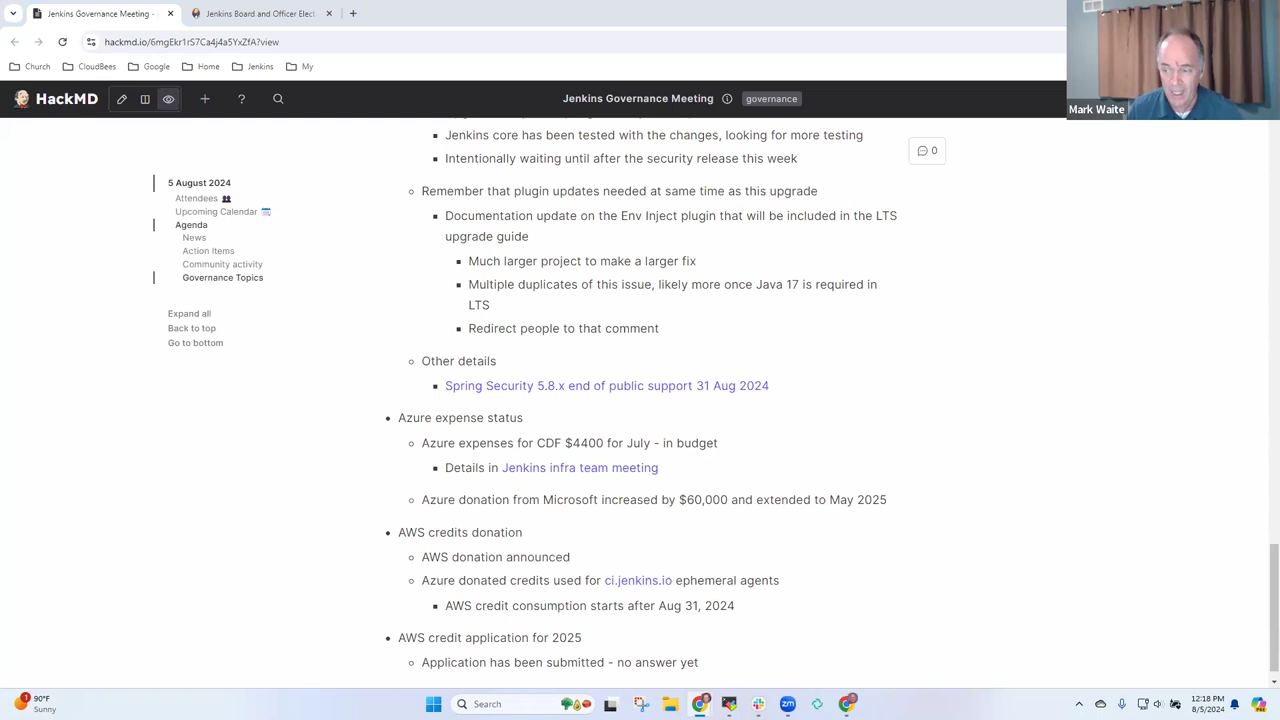 Jenkins Governance Meeting -
Jenkins Board and Officer Elect
hackmd.io/6mgEkr1rS7Ca4j4a5YxZfA?view
Church
CloudBees
Google
Home
Jenkins
My
HackMD
Jenkins Governance Meeting
governance
Mark Waite
0
5 August 2024
Attendees
Upcoming Calendar
Agenda
News
Action Items
Community activity
Governance Topics
Expand all
Back to top
Go to bottom
Jenkins core has been tested with the changes, looking for more testing
Intentionally waiting until after the security release this week
Remember that plugin updates needed at same time as this upgrade
Documentation update on the Env Inject plugin that will be included in the LTS
upgrade guide
Much larger project to make a larger fix
Multiple duplicates of this issue, likely more once Java 17 is required in
LTS
Redirect people to that comment
Other details
Spring Security 5.8.x end of public support 31 Aug 2024
Azure expense status
Azure expenses for CDF $4400 for July - in budget
Details in Jenkins infra team meeting
Azure donation from Microsoft increased by $60,000 and extended to May 2025
AWS credits donation
AWS donation announced
Azure donated credits used for ci.jenkins.io ephemeral agents
AWS credit consumption starts after Aug 31, 2024
AWS credit application for 2025
Application has been submitted - no answer yet
1
90°F
Sunny
Search
zm
12:18 PM
8/5/2024